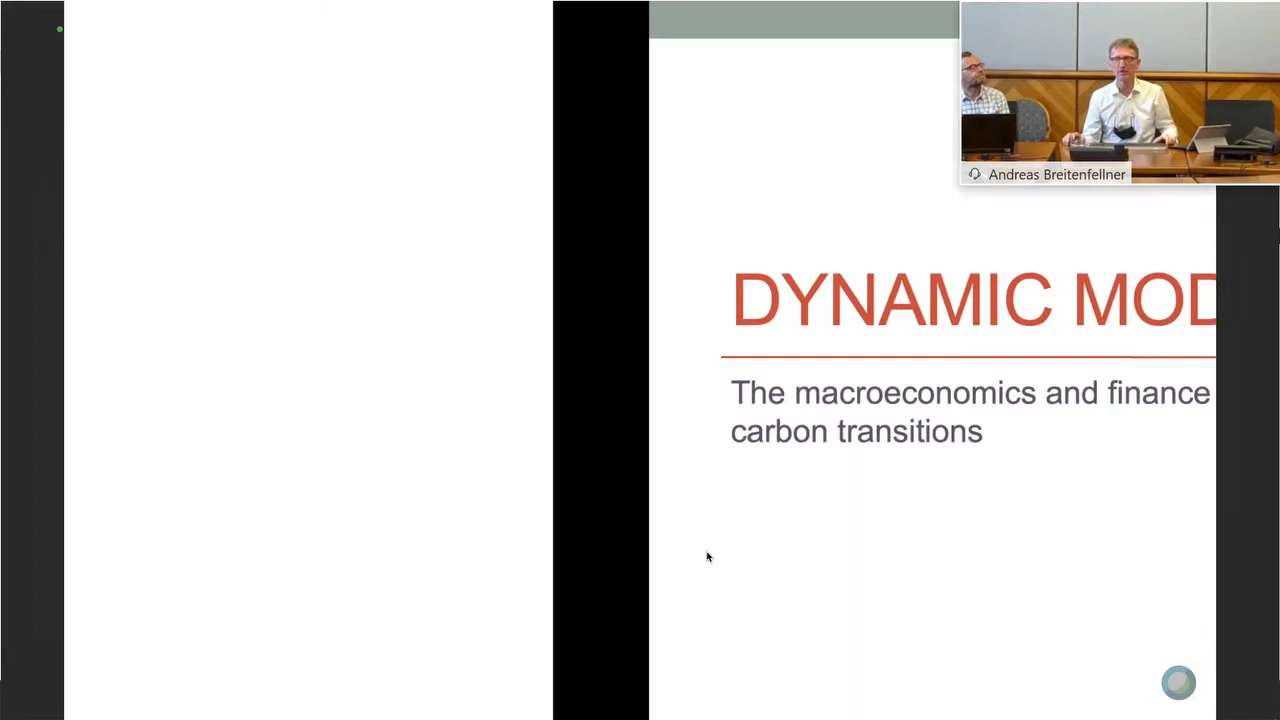 Andreas Breitenfellner
DYNAMIC MOD
The macroeconomics and finance
carbon transitions